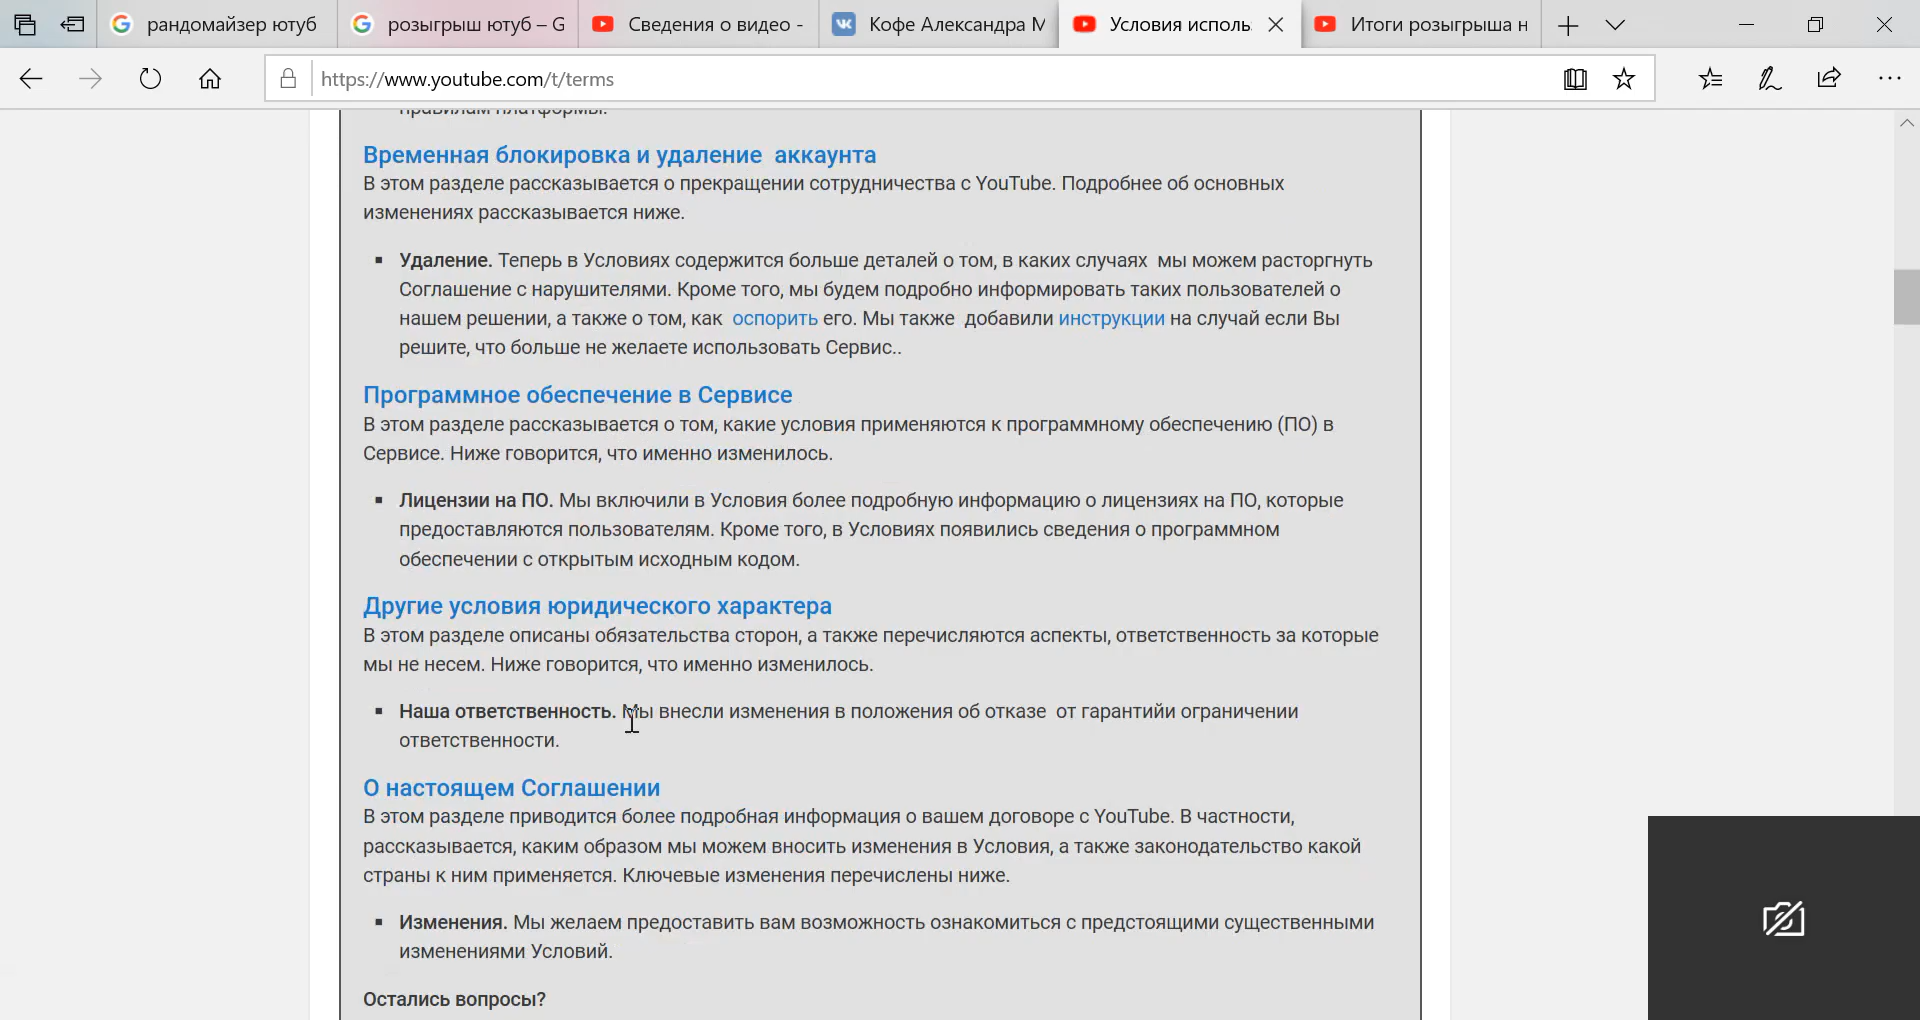 рандомайзер ютуб
розыгрыш ютуб – G
Сведения о видео -
Кофе Александра М
Условия исполь
Итоги розыгрыша н
https://www.youtube.com/t/terms
правилам платформы.
Временная блокировка и удаление  аккаунта
В этом разделе рассказывается о прекращении сотрудничества с YouTube. Подробнее об основных
изменениях рассказывается ниже.
▪ Удаление. Теперь в Условиях содержится больше деталей о том, в каких случаях  мы можем расторгнуть
Соглашение с нарушителями. Кроме того, мы будем подробно информировать таких пользователей о
нашем решении, а также о том, как  оспорить его. Мы также  добавили инструкции на случай если Вы
решите, что больше не желаете использовать Сервис..
Программное обеспечение в Сервисе
В этом разделе рассказывается о том, какие условия применяются к программному обеспечению (ПО) в
Сервисе. Ниже говорится, что именно изменилось.
▪ Лицензии на ПО. Мы включили в Условия более подробную информацию о лицензиях на ПО, которые
предоставляются пользователям. Кроме того, в Условиях появились сведения о программном
обеспечении с открытым исходным кодом.
Другие условия юридического характера
В этом разделе описаны обязательства сторон, а также перечисляются аспекты, ответственность за которые
мы не несем. Ниже говорится, что именно изменилось.
▪ Наша ответственность. Мы внесли изменения в положения об отказе  от гарантийи ограничении
ответственности.
О настоящем Соглашении
В этом разделе приводится более подробная информация о вашем договоре с YouTube. В частности,
рассказывается, каким образом мы можем вносить изменения в Условия, а также законодательство какой
страны к ним применяется. Ключевые изменения перечислены ниже.
▪ Изменения. Мы желаем предоставить вам возможность ознакомиться с предстоящими существенными
изменениями Условий.
Остались вопросы?